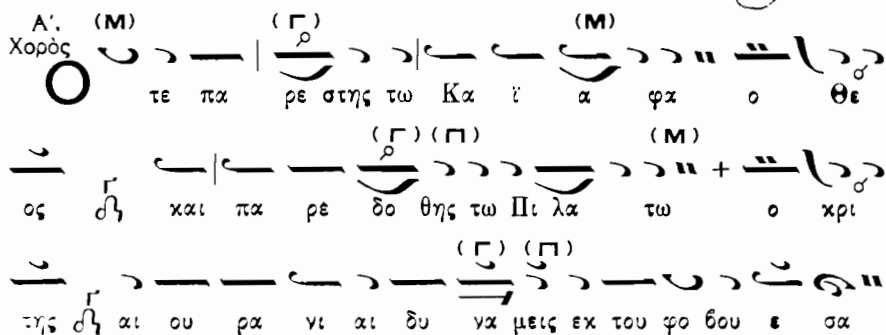 Α'. (Μ) (Γ) (Μ)
Χορὸς
Ο τε πα ρε στης τω Κα ϊ α φα ο Θε
(Γ) (Π) (Μ)
ος Γ και πα ρε δο θης τω Πι λα τω ο κρι
(Γ) (Π)
της Γ αι ου ρα νι αι δυ να μεις εκ του φο βου ε σα